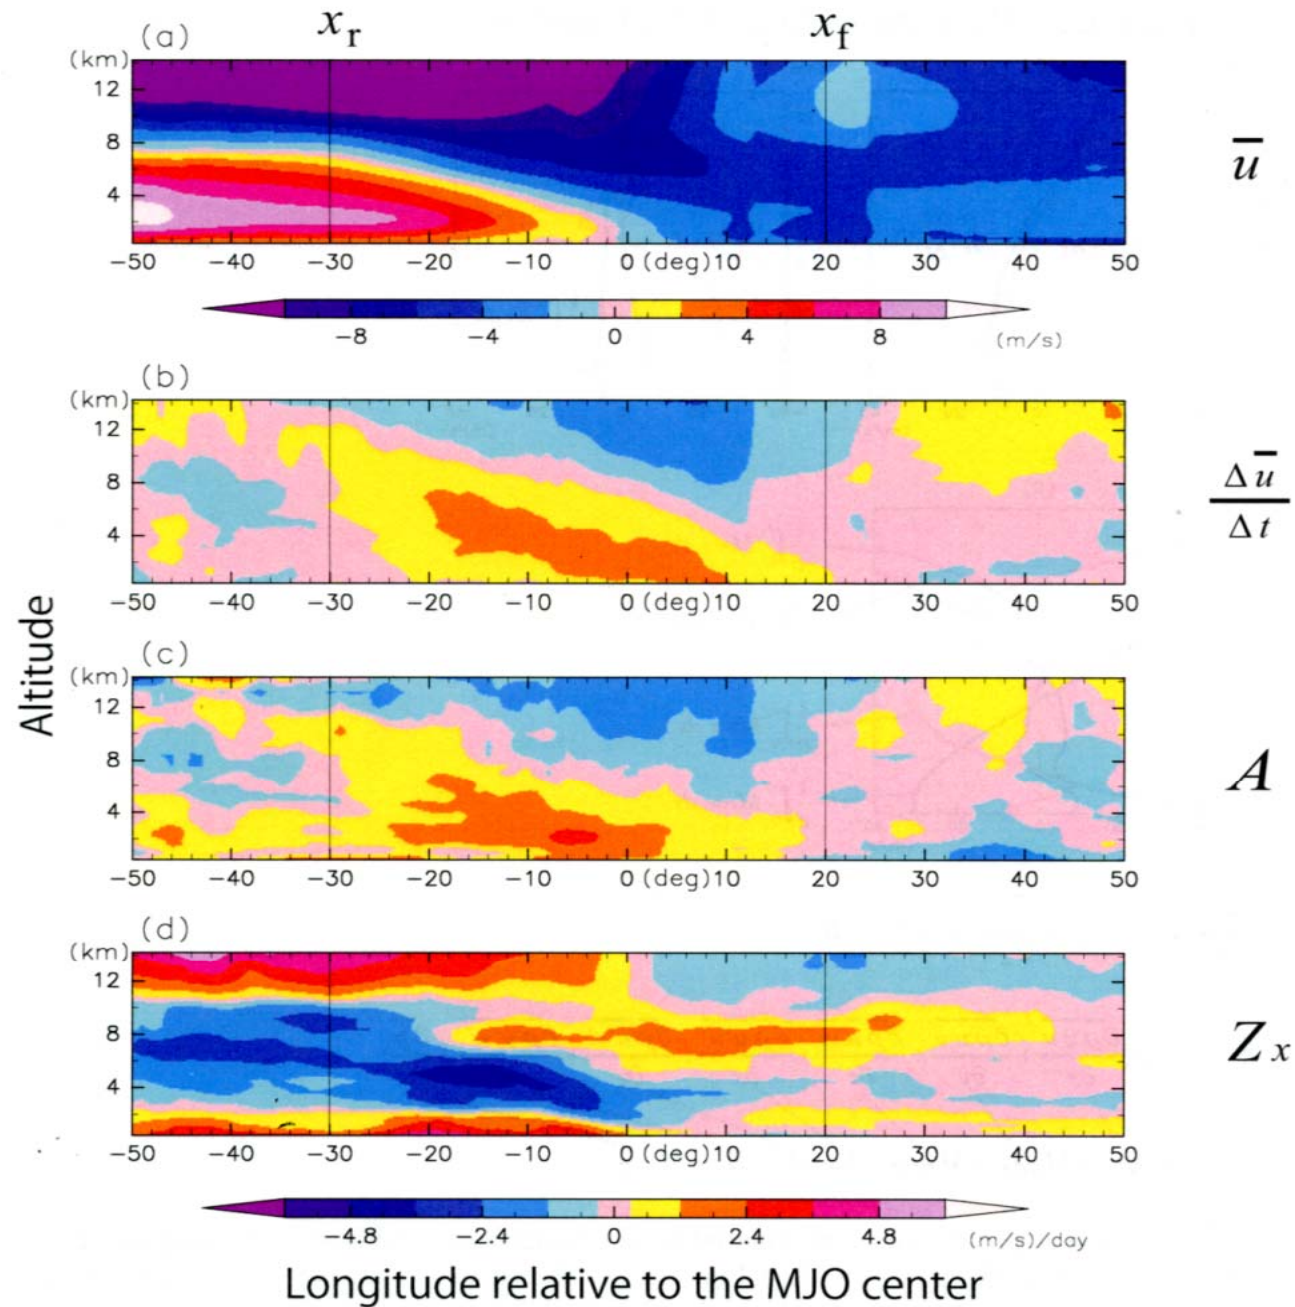 x_r x_f
(a)
(km)
12
8
4
u̅
−50 −40 −30 −20 −10 0 (deg) 10 20 30 40 50
−8 −4 0 4 8 (m/s)
(b)
(km)
12
8
4
Δu̅
Δt
−50 −40 −30 −20 −10 0 (deg) 10 20 30 40 50
(c)
(km)
12
8
4
A
−50 −40 −30 −20 −10 0 (deg) 10 20 30 40 50
(d)
(km)
12
8
4
Z_x
−50 −40 −30 −20 −10 0 (deg) 10 20 30 40 50
−4.8 −2.4 0 2.4 4.8 (m/s)/day
Altitude
Longitude relative to the MJO center